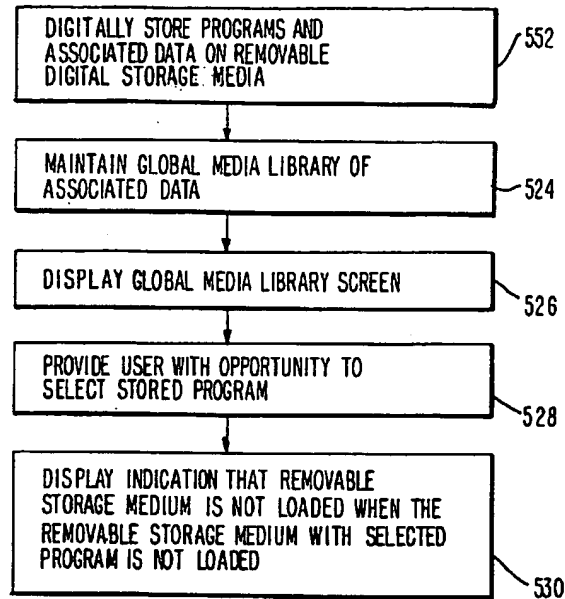 DIGITALLY STORE PROGRAMS AND
ASSOCIATED DATA ON REMOVABLE
DIGITAL STORAGE MEDIA
552
MAINTAIN GLOBAL MEDIA LIBRARY OF
ASSOCIATED DATA
524
DISPLAY GLOBAL MEDIA LIBRARY SCREEN
526
PROVIDE USER WITH OPPORTUNITY TO
SELECT STORED PROGRAM
528
DISPLAY INDICATION THAT REMOVABLE
STORAGE MEDIUM IS NOT LOADED WHEN THE
REMOVABLE STORAGE MEDIUM WITH SELECTED
PROGRAM IS NOT LOADED
530